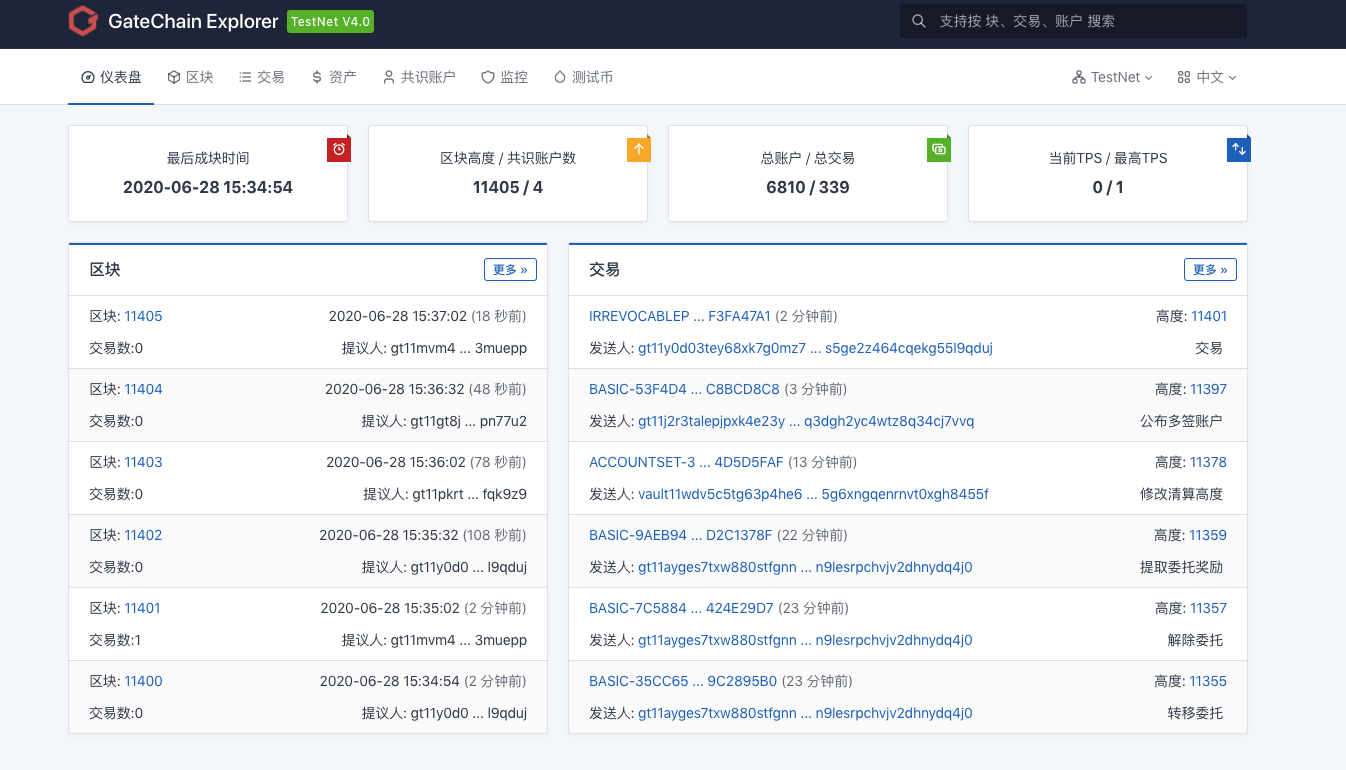 GateChain Explorer TestNet V4.0 支持按 块、交易、账户 搜索
仪表盘 区块 交易 资产 共识账户 监控 测试币 TestNet 中文
最后成块时间
2020-06-28 15:34:54
区块高度 / 共识账户数
11405 / 4
总账户 / 总交易
6810 / 339
当前TPS / 最高TPS
0 / 1
区块 更多 »
区块: 11405 2020-06-28 15:37:02 (18 秒前)
交易数:0 提议人: gt11mvm4 ... 3muepp
区块: 11404 2020-06-28 15:36:32 (48 秒前)
交易数:0 提议人: gt11gt8j ... pn77u2
区块: 11403 2020-06-28 15:36:02 (78 秒前)
交易数:0 提议人: gt11pkrt ... fqk9z9
区块: 11402 2020-06-28 15:35:32 (108 秒前)
交易数:0 提议人: gt11y0d0 ... l9qduj
区块: 11401 2020-06-28 15:35:02 (2 分钟前)
交易数:1 提议人: gt11mvm4 ... 3muepp
区块: 11400 2020-06-28 15:34:54 (2 分钟前)
交易数:0 提议人: gt11y0d0 ... l9qduj
交易 更多 »
IRREVOCABLEP ... F3FA47A1 (2 分钟前) 高度: 11401
发送人: gt11y0d03tey68xk7g0mz7 ... s5ge2z464cqekg55l9qduj 交易
BASIC-53F4D4 ... C8BCD8C8 (3 分钟前) 高度: 11397
发送人: gt11j2r3talepjpxk4e23y ... q3dgh2yc4wtz8q34cj7vvq 公布多签账户
ACCOUNTSET-3 ... 4D5D5FAF (13 分钟前) 高度: 11378
发送人: vault11wdv5c5tg63p4he6 ... 5g6xngqenrnvt0xgh8455f 修改清算高度
BASIC-9AEB94 ... D2C1378F (22 分钟前) 高度: 11359
发送人: gt11ayges7txw880stfgnn ... n9lesrpchvjv2dhnydq4j0 提取委托奖励
BASIC-7C5884 ... 424E29D7 (23 分钟前) 高度: 11357
发送人: gt11ayges7txw880stfgnn ... n9lesrpchvjv2dhnydq4j0 解除委托
BASIC-35CC65 ... 9C2895B0 (23 分钟前) 高度: 11355
发送人: gt11ayges7txw880stfgnn ... n9lesrpchvjv2dhnydq4j0 转移委托